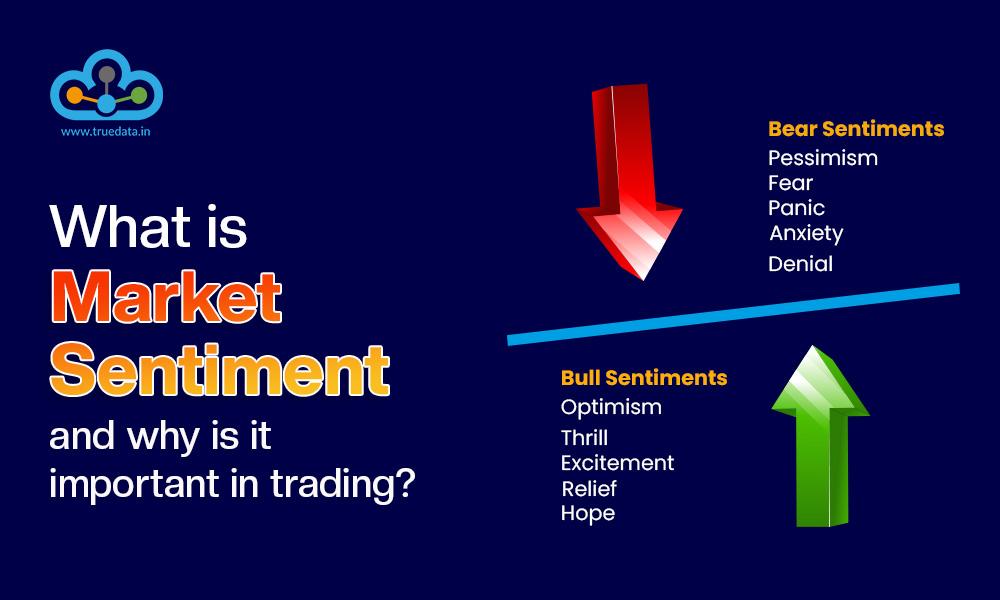 www.truedata.in
What is
Market
Sentiment
and why is it
important in trading?
Bear Sentiments
Pessimism
Fear
Panic
Anxiety
Denial
Bull Sentiments
Optimism
Thrill
Excitement
Relief
Hope